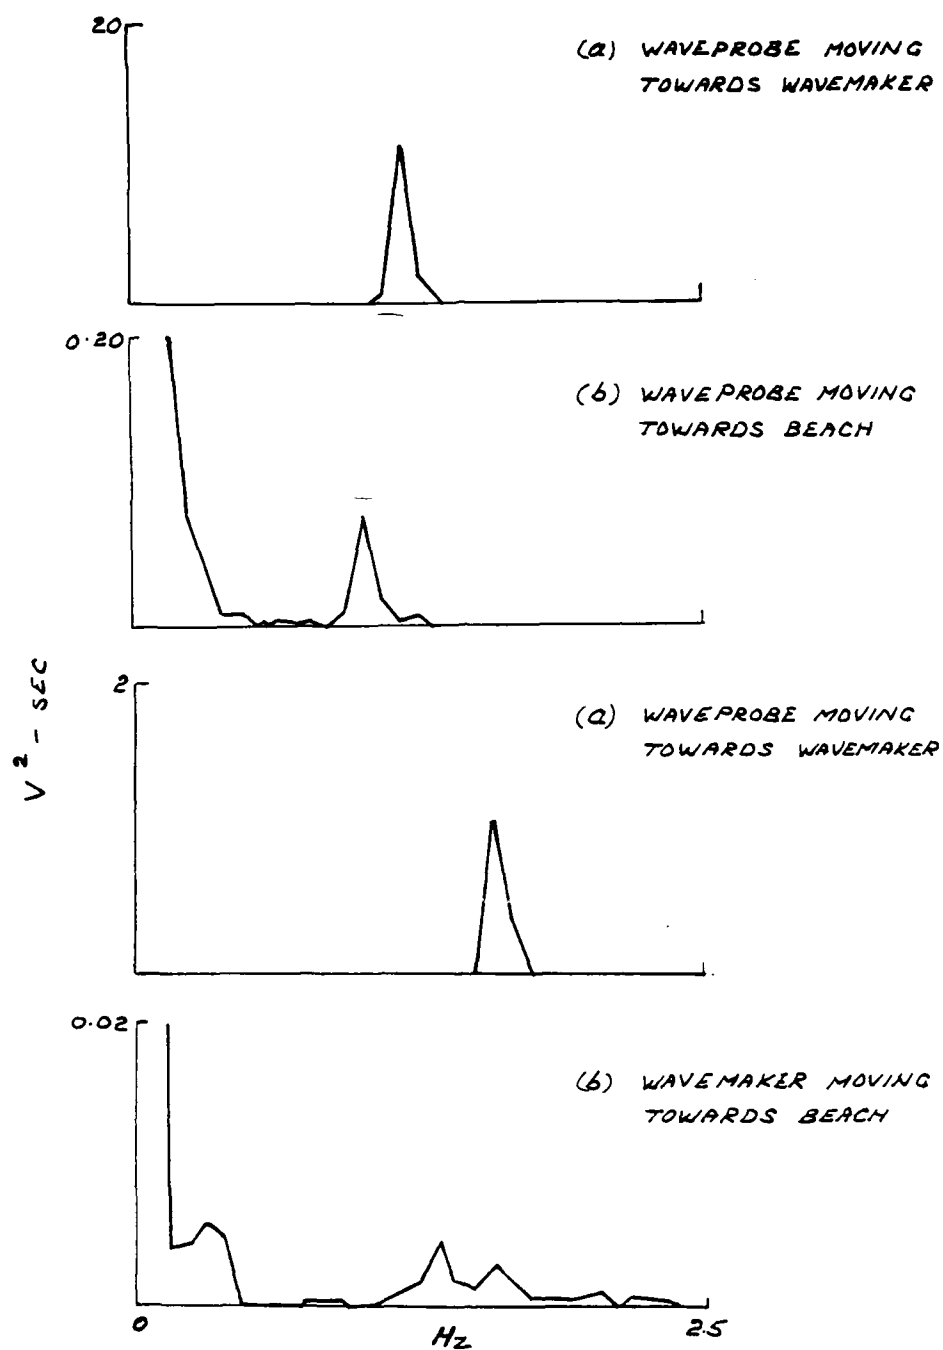 20
(a) WAVEPROBE MOVING
TOWARDS WAVEMAKER
0.20
(b) WAVEPROBE MOVING
TOWARDS BEACH
V² - SEC
2
(a) WAVEPROBE MOVING
TOWARDS WAVEMAKER
0.02
(b) WAVEMAKER MOVING
TOWARDS BEACH
0
Hz
2.5